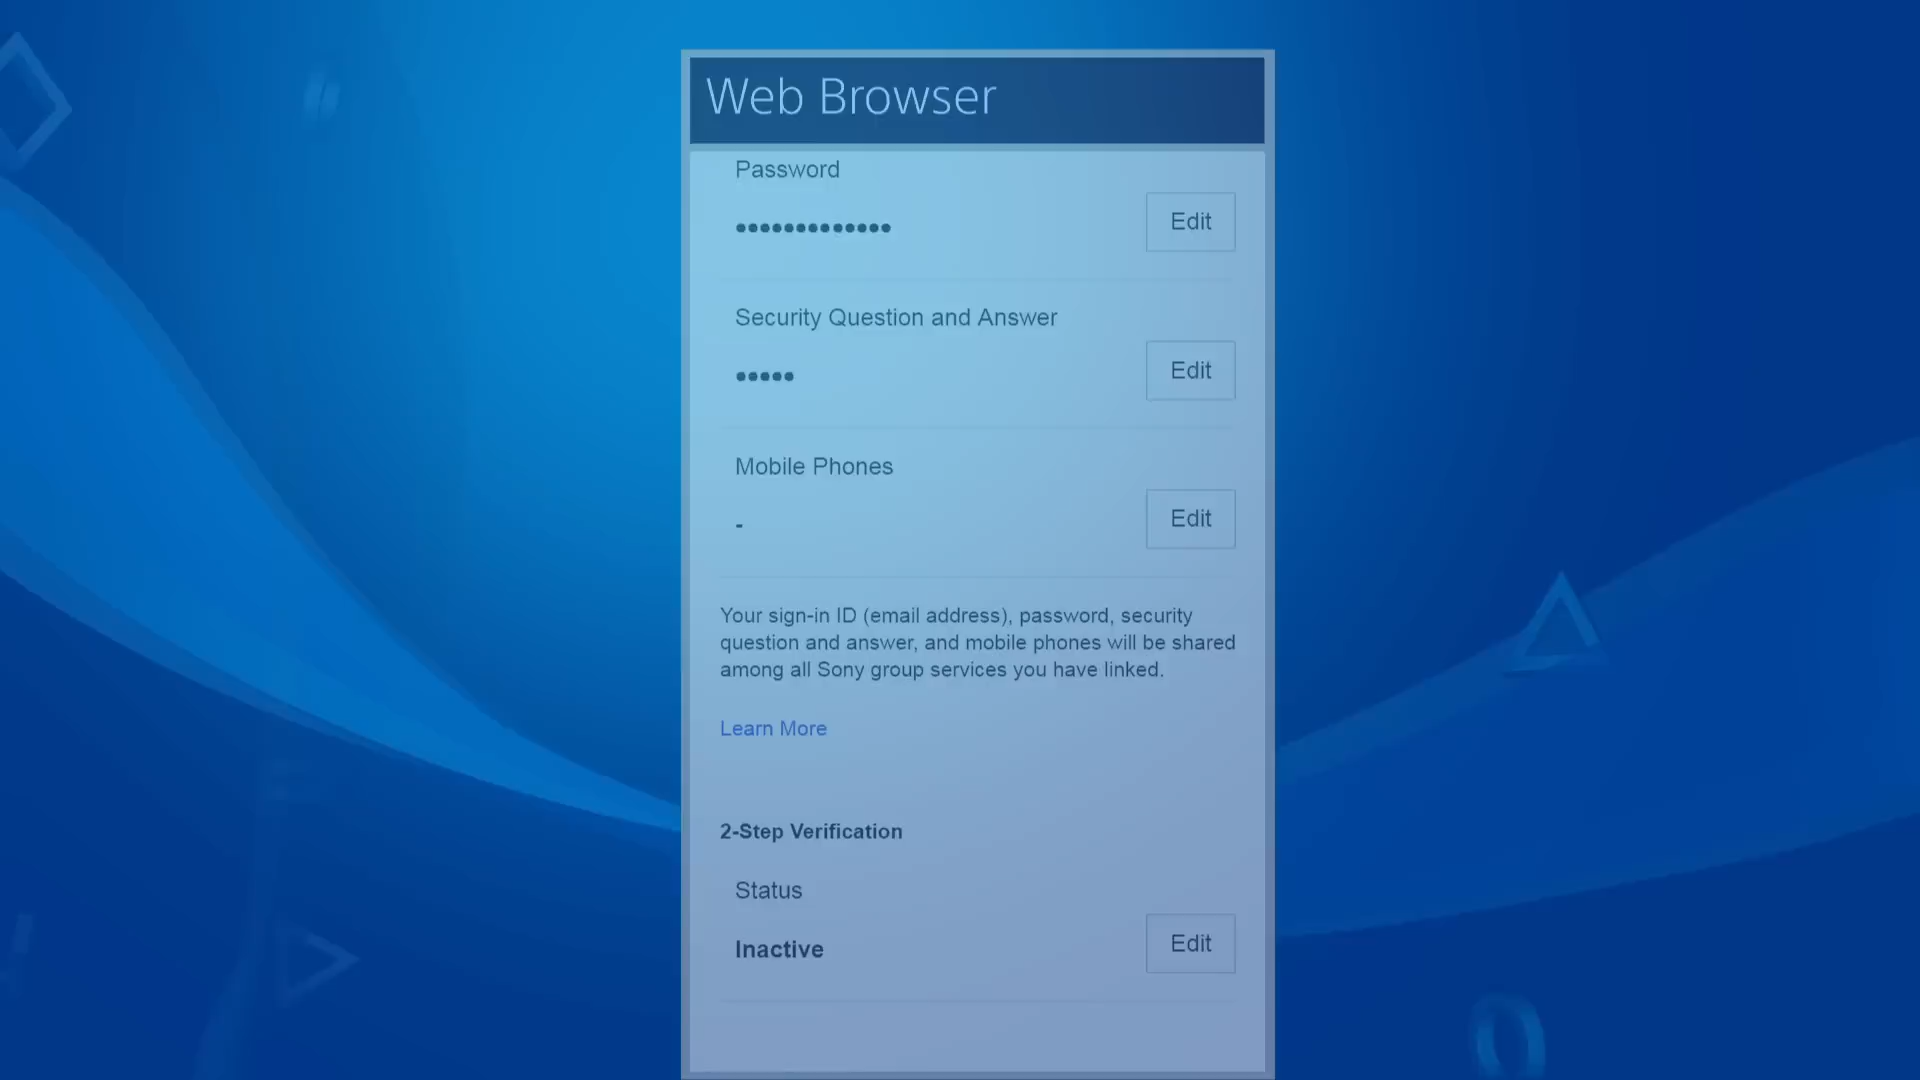 Web Browser
Password
•••••••••••••
Edit
Security Question and Answer
•••••
Edit
Mobile Phones
-
Edit
Your sign-in ID (email address), password, security
question and answer, and mobile phones will be shared
among all Sony group services you have linked.
Learn More
2-Step Verification
Status
Inactive
Edit